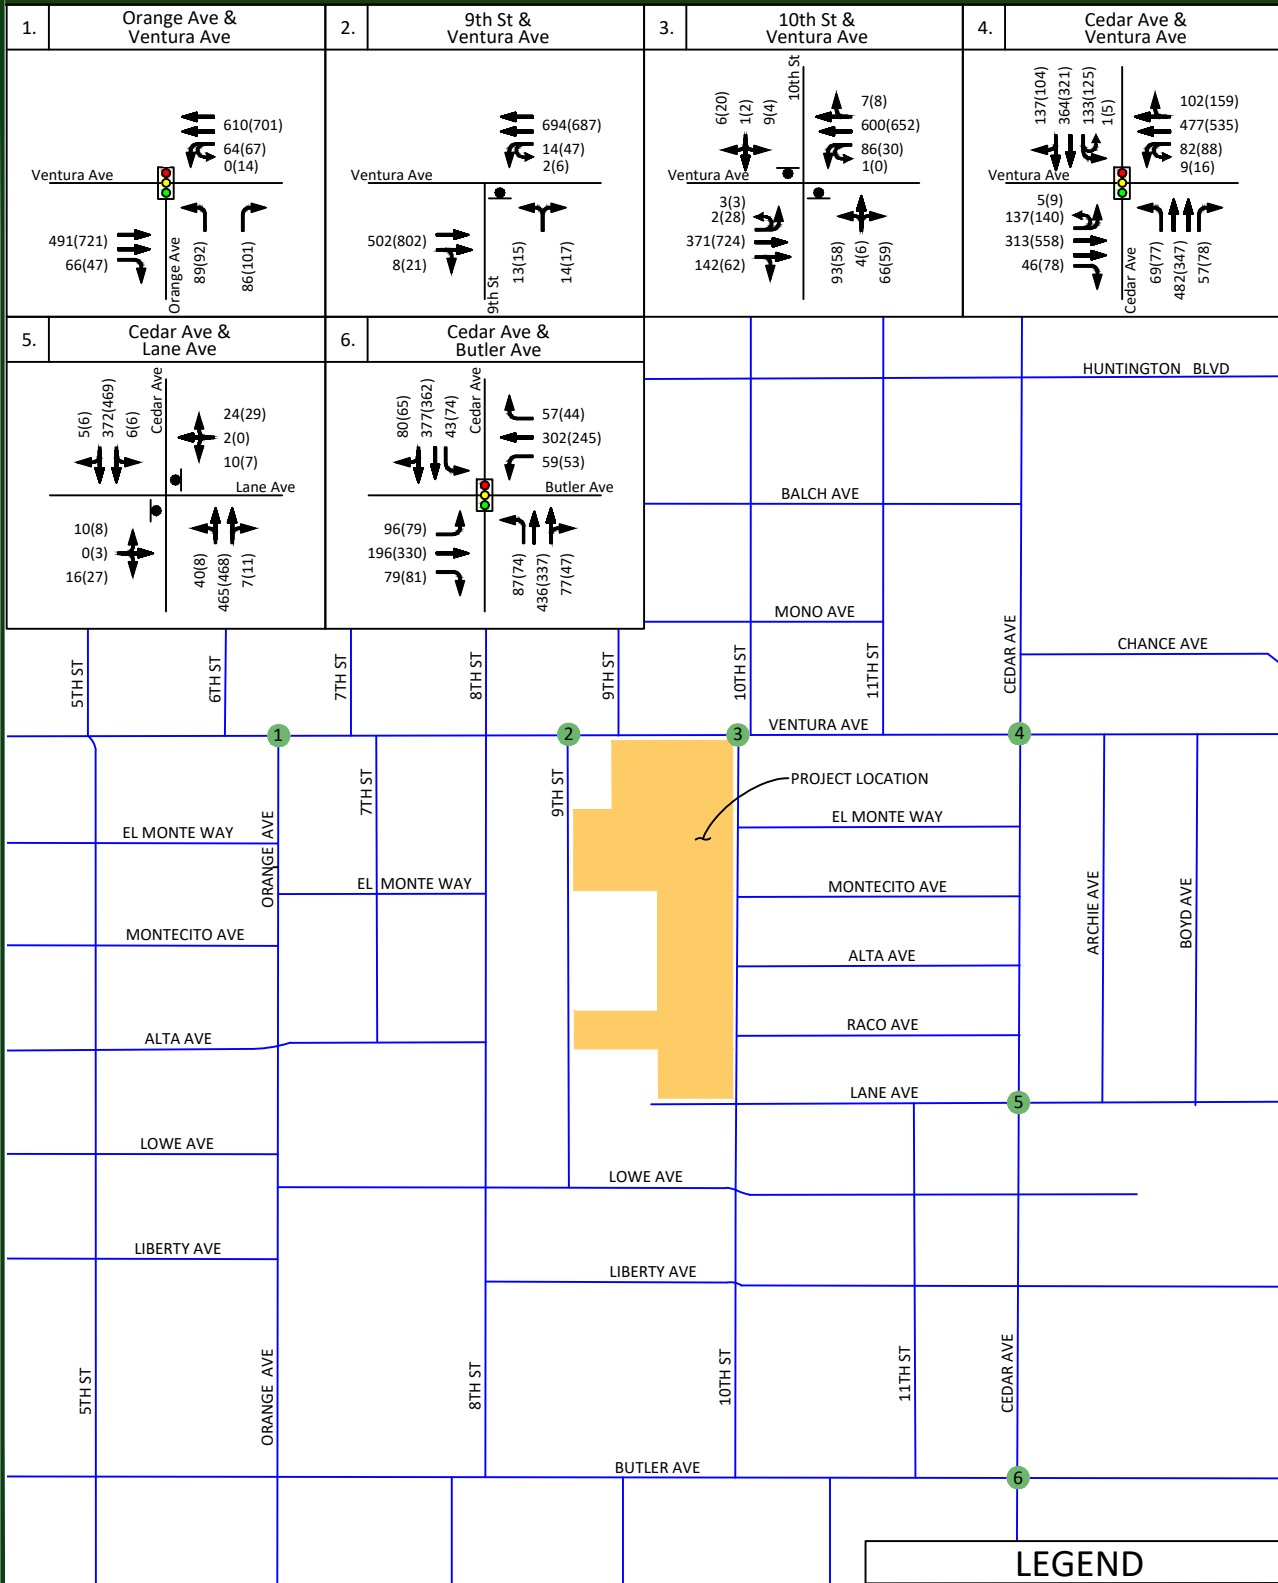 1.
Orange Ave &
Ventura Ave
610(701)
64(67)
0(14)
Ventura Ave
491(721)
66(47)
Orange Ave
89(92)
86(101)
2.
9th St &
Ventura Ave
694(687)
14(47)
2(6)
Ventura Ave
502(802)
8(21)
9th St
13(15)
14(17)
3.
10th St &
Ventura Ave
6(20)
1(2)
9(4)
10th St
7(8)
600(652)
86(30)
1(0)
Ventura Ave
3(3)
2(28)
371(724)
142(62)
93(58)
4(6)
66(59)
4.
Cedar Ave &
Ventura Ave
137(104)
364(321)
133(125)
1(5)
102(159)
477(535)
82(88)
9(16)
Ventura Ave
5(9)
137(140)
313(558)
46(78)
Cedar Ave
69(77)
482(347)
57(78)
5.
Cedar Ave &
Lane Ave
5(6)
372(469)
6(6)
Cedar Ave
24(29)
2(0)
10(7)
Lane Ave
10(8)
0(3)
16(27)
40(8)
465(468)
7(11)
6.
Cedar Ave &
Butler Ave
80(65)
377(362)
43(74)
Cedar Ave
57(44)
302(245)
59(53)
Butler Ave
96(79)
196(330)
79(81)
87(74)
436(337)
77(47)
HUNTINGTON BLVD
BALCH AVE
MONO AVE
CHANCE AVE
5TH ST
6TH ST
7TH ST
8TH ST
9TH ST
10TH ST
11TH ST
CEDAR AVE
VENTURA AVE
1
2
3
4
PROJECT LOCATION
7TH ST
9TH ST
EL MONTE WAY
ORANGE AVE
ORANGE AVE
EL MONTE WAY
EL MONTE WAY
MONTECITO AVE
MONTECITO AVE
ARCHIE AVE
BOYD AVE
ALTA AVE
ALTA AVE
RACO AVE
LANE AVE
5
LOWE AVE
LOWE AVE
LIBERTY AVE
LIBERTY AVE
5TH ST
ORANGE AVE
8TH ST
10TH ST
11TH ST
CEDAR AVE
BUTLER AVE
6
LEGEND